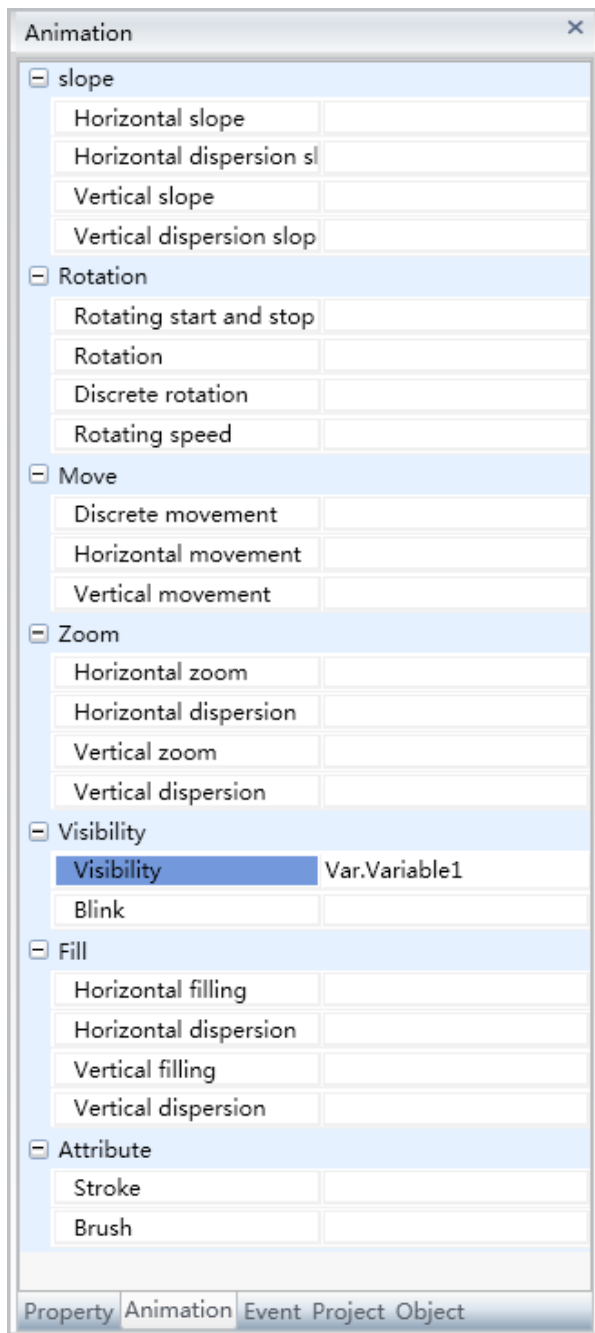 Animation
slope
Horizontal slope
Horizontal dispersion sl
Vertical slope
Vertical dispersion slop
Rotation
Rotating start and stop
Rotation
Discrete rotation
Rotating speed
Move
Discrete movement
Horizontal movement
Vertical movement
Zoom
Horizontal zoom
Horizontal dispersion
Vertical zoom
Vertical dispersion
Visibility
Visibility Var.Variable1
Blink
Fill
Horizontal filling
Horizontal dispersion
Vertical filling
Vertical dispersion
Attribute
Stroke
Brush
Property Animation Event Project Object